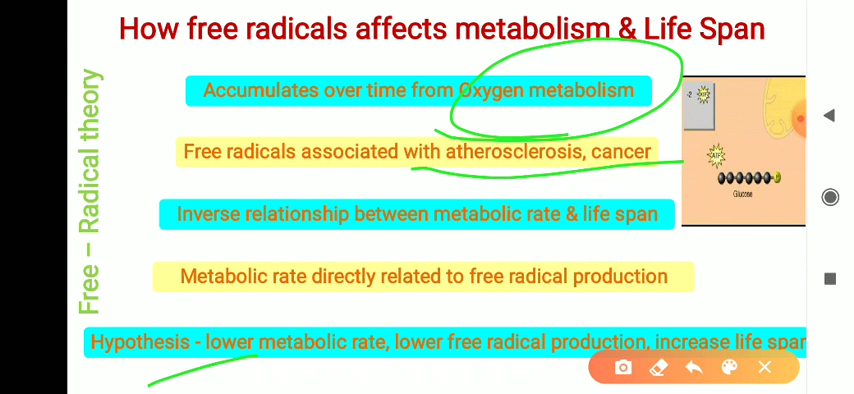 How free radicals affects metabolism & Life Span
Free – Radical theory
Accumulates over time from Oxygen metabolism
Free radicals associated with atherosclerosis, cancer
Inverse relationship between metabolic rate & life span
Metabolic rate directly related to free radical production
Hypothesis - lower metabolic rate, lower free radical production, increase life span
-2
ATP
Glucose